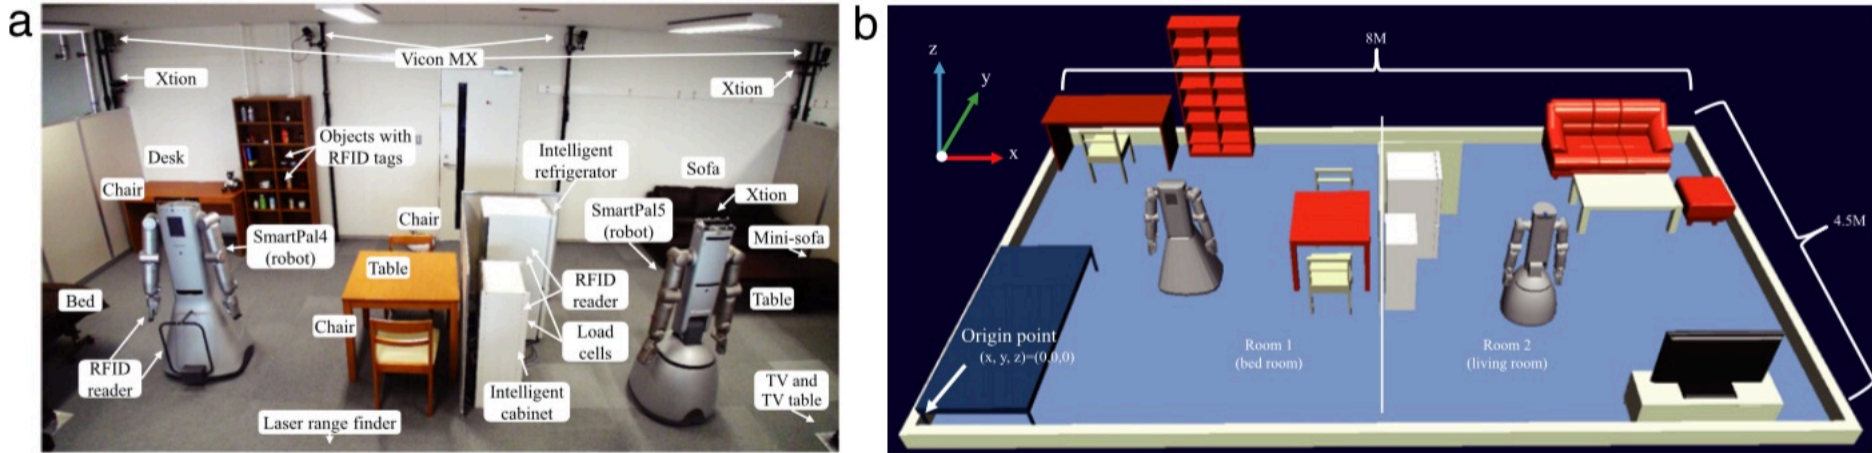 a
Vicon MX
Xtion
Xtion
Objects with
RFID tags
Desk
Intelligent
refrigerator
Sofa
Chair
Xtion
Chair
SmartPal5
(robot)
SmartPal4
(robot)
Mini-sofa
Table
RFID
reader
Bed
Table
Chair
Load
cells
RFID
reader
Intelligent
cabinet
TV and
TV table
Laser range finder
b
8M
z
y
x
4.5M
Origin point
(x, y, z)=(0,0,0)
Room 1
(bed room)
Room 2
(living room)